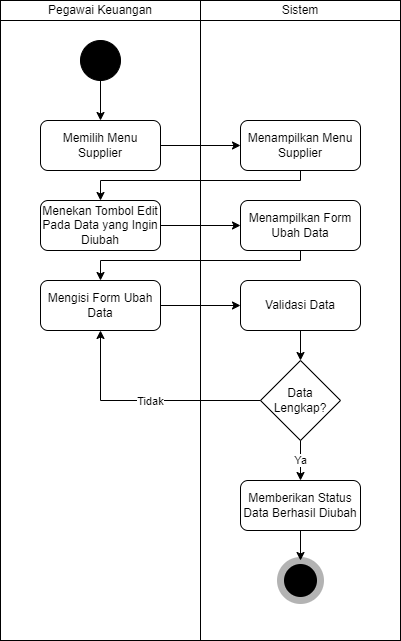 Pegawai Keuangan
Sistem
Memilih Menu
Supplier
Menampilkan Menu
Supplier
Menekan Tombol Edit
Pada Data yang Ingin
Diubah
Menampilkan Form
Ubah Data
Mengisi Form Ubah
Data
Validasi Data
Data
Lengkap?
Tidak
Ya
Memberikan Status
Data Berhasil Diubah